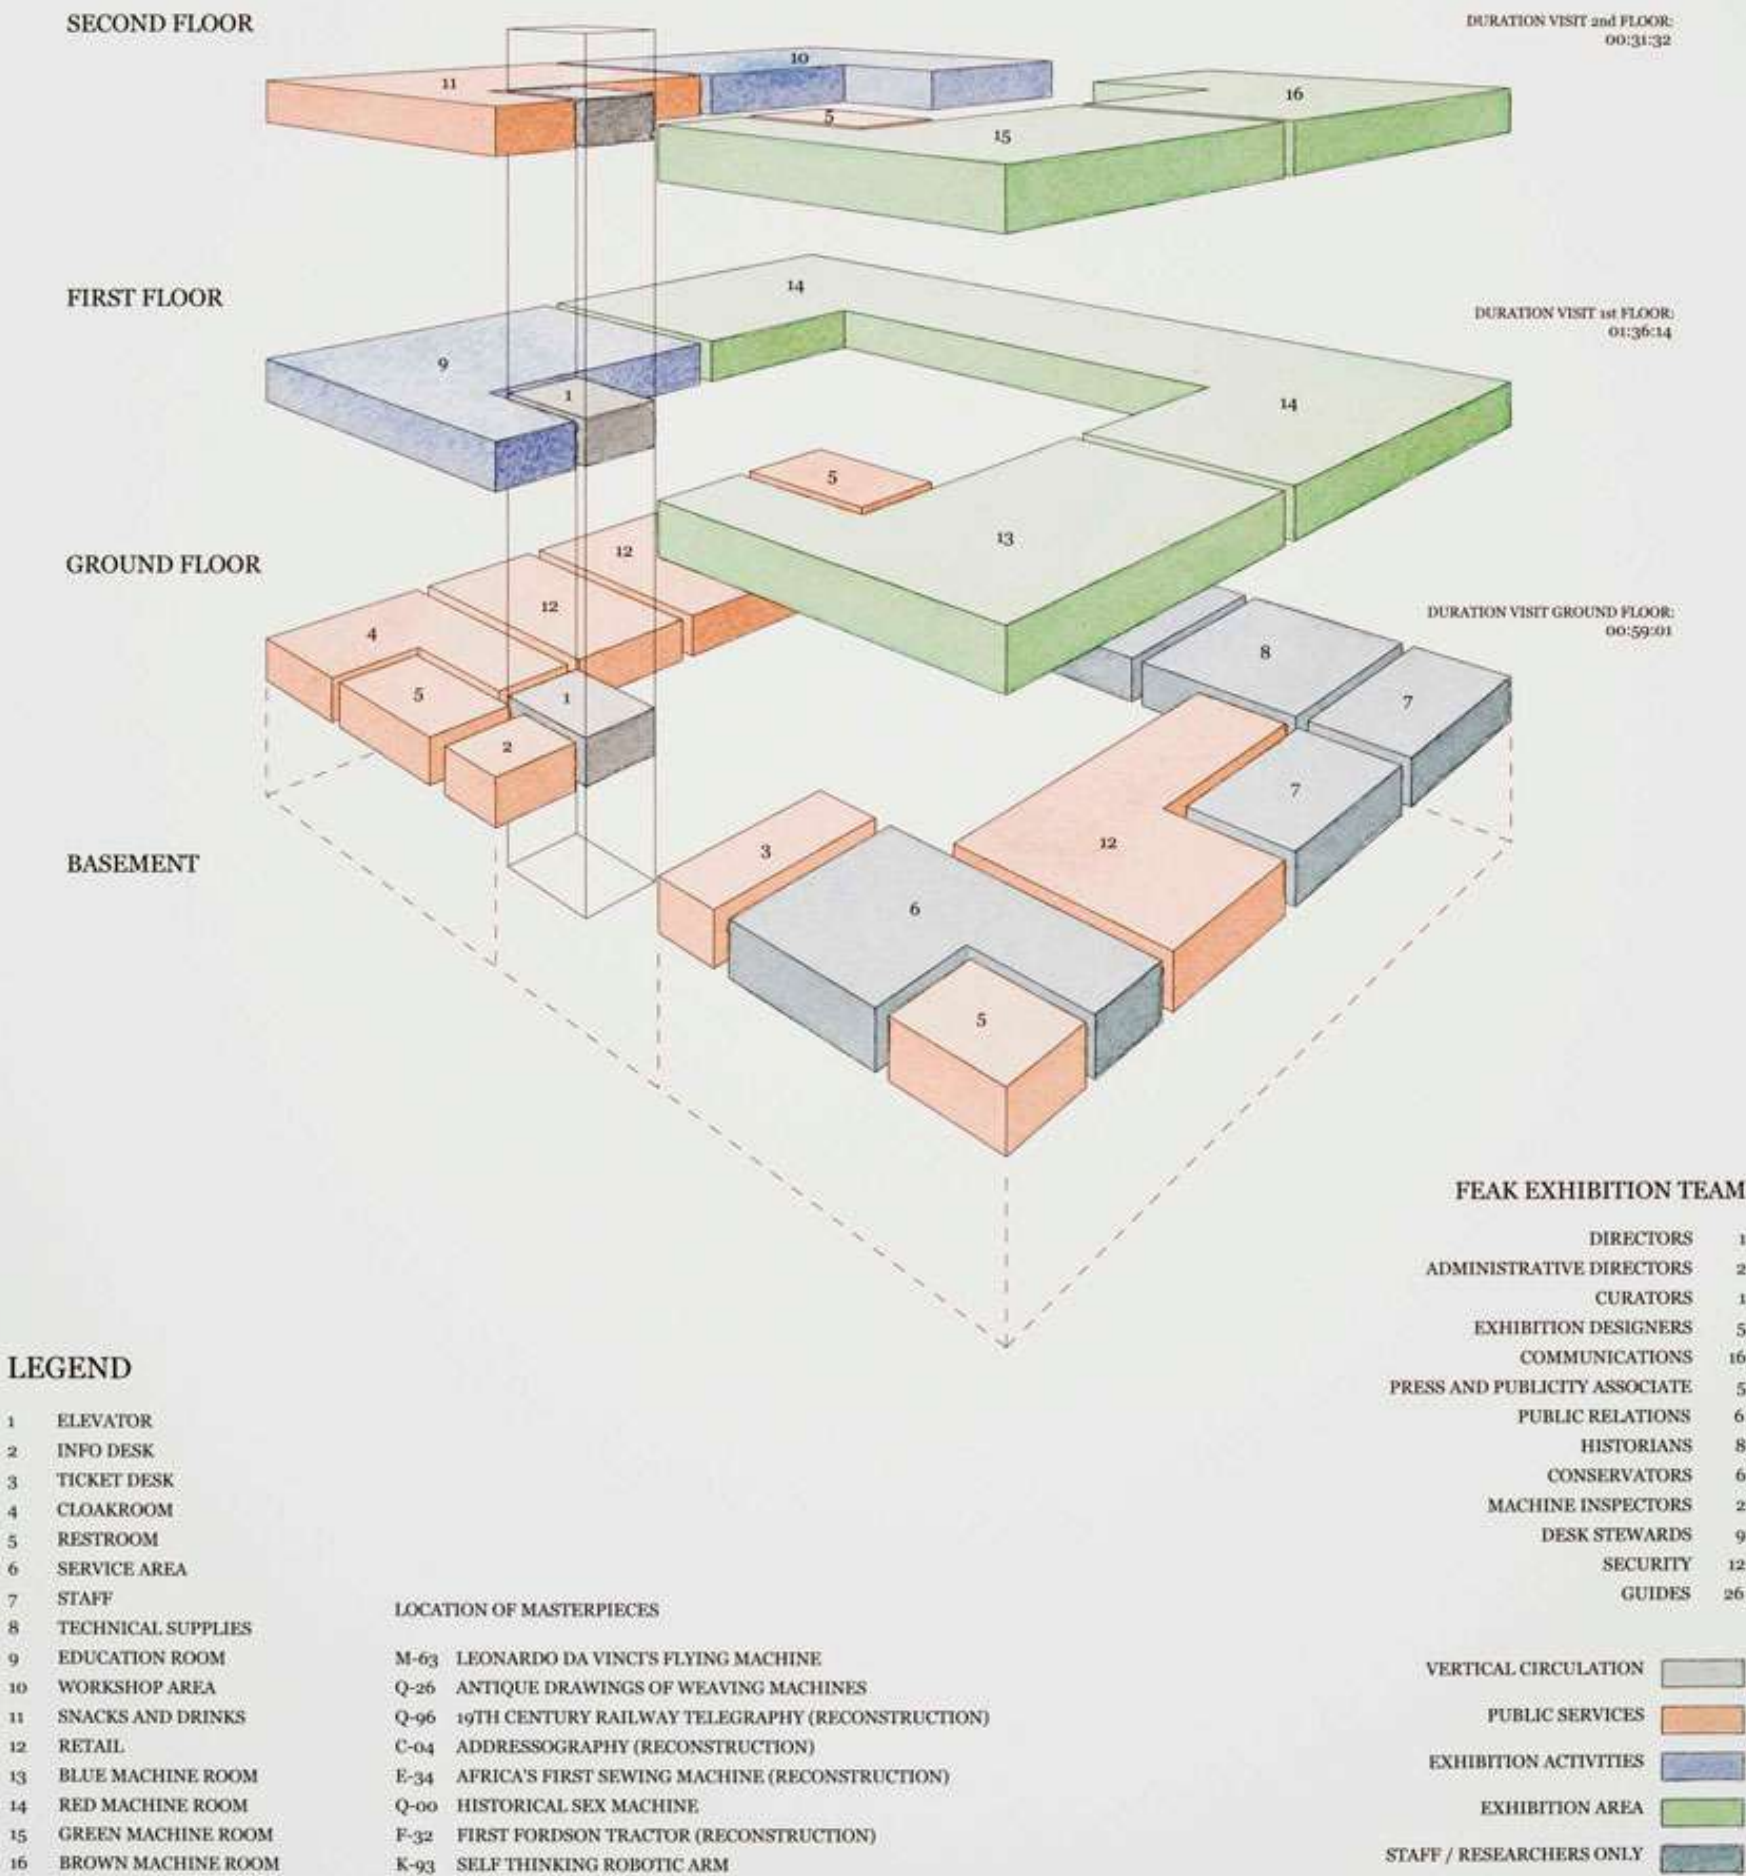 SECOND FLOOR
DURATION VISIT 2nd FLOOR:
00:31:32
10
11
16
5
15
FIRST FLOOR
14
DURATION VISIT 1st FLOOR:
01:36:14
9
1
14
5
13
12
GROUND FLOOR
12
DURATION VISIT GROUND FLOOR:
00:59:01
4
8
5
1
7
2
7
12
3
BASEMENT
6
5
FEAK EXHIBITION TEAM
DIRECTORS 1
ADMINISTRATIVE DIRECTORS 2
CURATORS 1
EXHIBITION DESIGNERS 5
COMMUNICATIONS 16
PRESS AND PUBLICITY ASSOCIATE 5
PUBLIC RELATIONS 6
HISTORIANS 8
CONSERVATORS 6
MACHINE INSPECTORS 2
DESK STEWARDS 9
SECURITY 12
GUIDES 26
LEGEND
1 ELEVATOR
2 INFO DESK
3 TICKET DESK
4 CLOAKROOM
5 RESTROOM
6 SERVICE AREA
7 STAFF
8 TECHNICAL SUPPLIES
9 EDUCATION ROOM
10 WORKSHOP AREA
11 SNACKS AND DRINKS
12 RETAIL
13 BLUE MACHINE ROOM
14 RED MACHINE ROOM
15 GREEN MACHINE ROOM
16 BROWN MACHINE ROOM
LOCATION OF MASTERPIECES
M-63 LEONARDO DA VINCI'S FLYING MACHINE
Q-26 ANTIQUE DRAWINGS OF WEAVING MACHINES
Q-96 19TH CENTURY RAILWAY TELEGRAPHY (RECONSTRUCTION)
C-04 ADDRESSOGRAPHY (RECONSTRUCTION)
E-34 AFRICA'S FIRST SEWING MACHINE (RECONSTRUCTION)
Q-00 HISTORICAL SEX MACHINE
F-32 FIRST FORDSON TRACTOR (RECONSTRUCTION)
K-93 SELF THINKING ROBOTIC ARM
VERTICAL CIRCULATION
PUBLIC SERVICES
EXHIBITION ACTIVITIES
EXHIBITION AREA
STAFF / RESEARCHERS ONLY